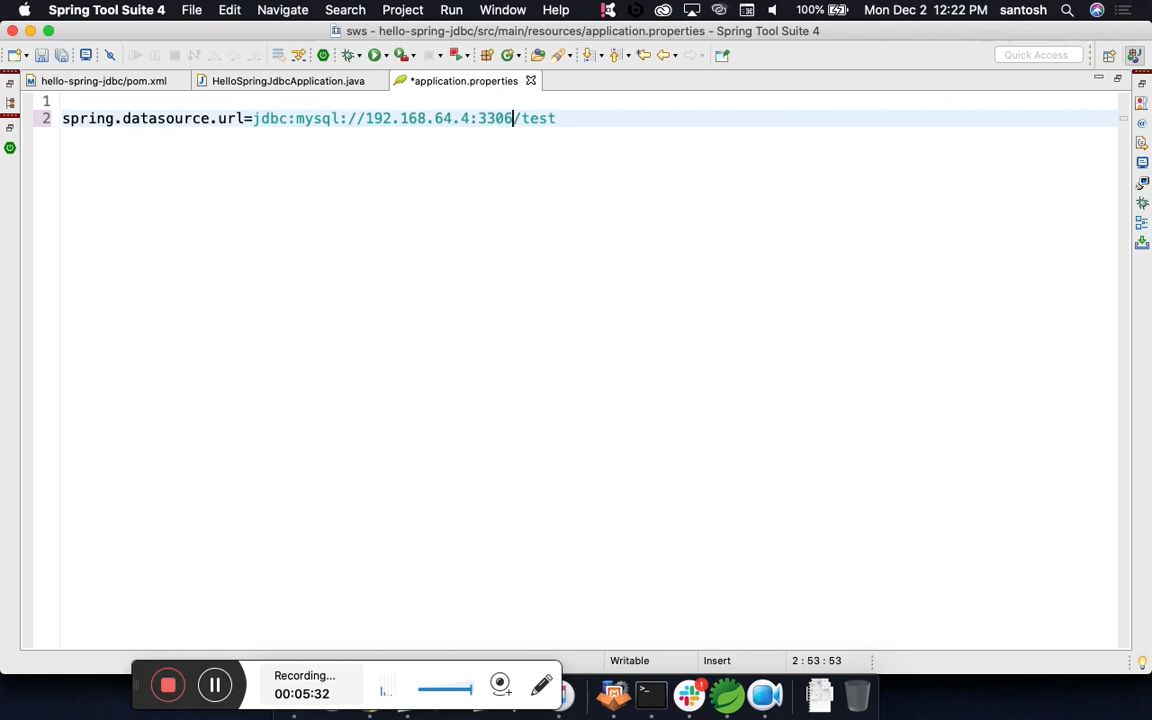 Spring Tool Suite 4 File Edit Navigate Search Project Run Window Help 100% Mon Dec 2 12:22 PM santosh
sws - hello-spring-jdbc/src/main/resources/application.properties - Spring Tool Suite 4
Quick Access
hello-spring-jdbc/pom.xml HelloSpringJdbcApplication.java *application.properties
1
2 spring.datasource.url=jdbc:mysql://192.168.64.4:3306/test
Writable Insert 2 : 53 : 53
Recording...
00:05:32
1